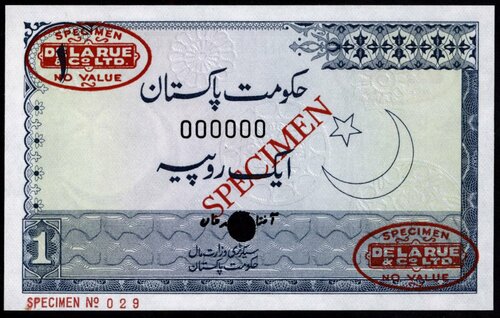 SPECIMEN
DE LA RUE
& CO LTD.
NO VALUE
حکومت پاکستان
000000
SPECIMEN
ایک روپیہ
سیکرٹری وزارت مال
حکومت پاکستان
1
SPECIMEN
DE LA RUE
& CO LTD.
NO VALUE
SPECIMEN Nº 029